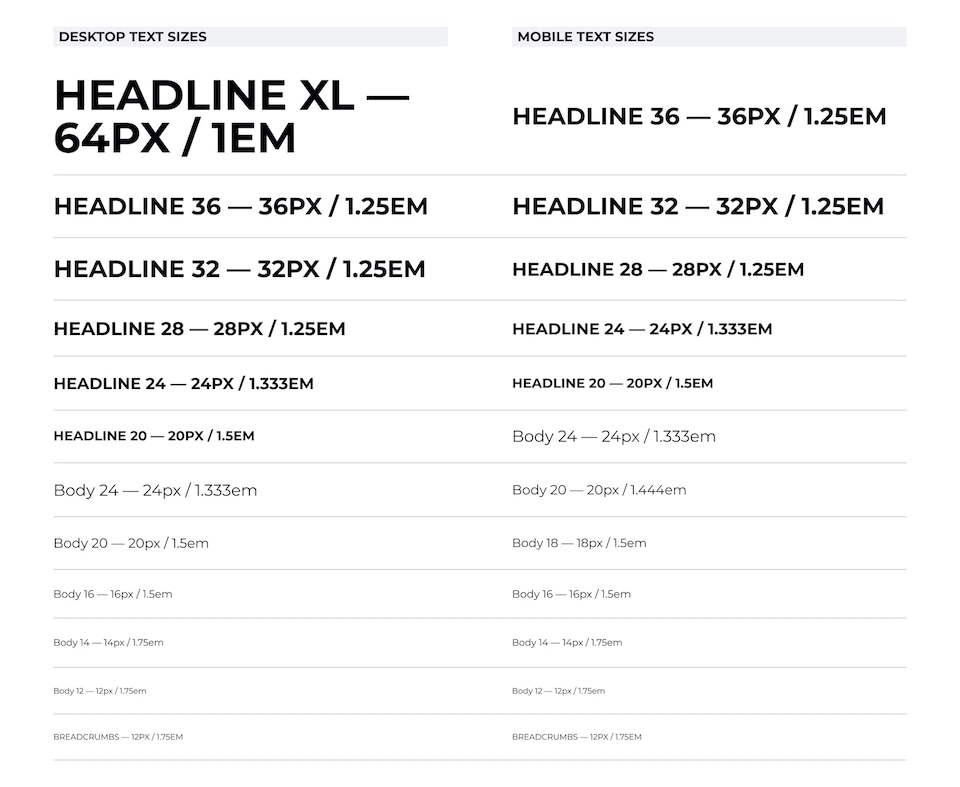 DESKTOP TEXT SIZES
HEADLINE XL —
64PX / 1EM
HEADLINE 36 — 36PX / 1.25EM
HEADLINE 32 — 32PX / 1.25EM
HEADLINE 28 — 28PX / 1.25EM
HEADLINE 24 — 24PX / 1.333EM
HEADLINE 20 — 20PX / 1.5EM
Body 24 — 24px / 1.333em
Body 20 — 20px / 1.5em
Body 16 — 16px / 1.5em
Body 14 — 14px / 1.75em
Body 12 — 12px / 1.75em
BREADCRUMBS — 12PX / 1.75EM
MOBILE TEXT SIZES
HEADLINE 36 — 36PX / 1.25EM
HEADLINE 32 — 32PX / 1.25EM
HEADLINE 28 — 28PX / 1.25EM
HEADLINE 24 — 24PX / 1.333EM
HEADLINE 20 — 20PX / 1.5EM
Body 24 — 24px / 1.333em
Body 20 — 20px / 1.444em
Body 18 — 18px / 1.5em
Body 16 — 16px / 1.5em
Body 14 — 14px / 1.75em
Body 12 — 12px / 1.75em
BREADCRUMBS — 12PX / 1.75EM